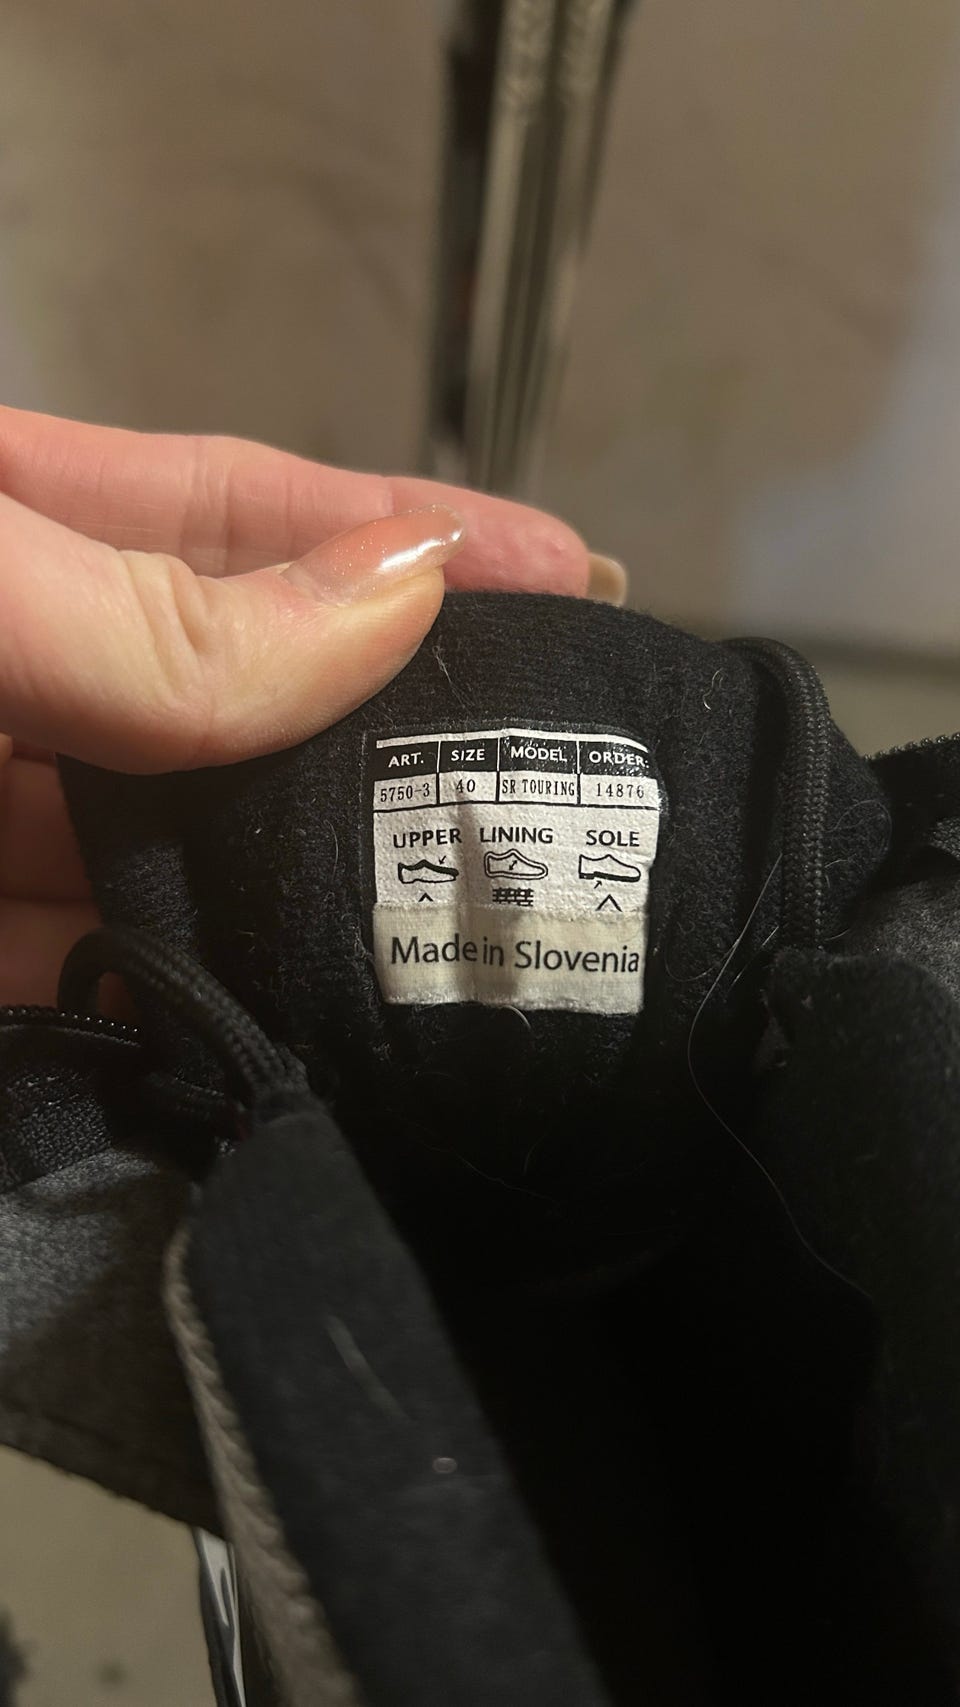 ART. SIZE MODEL ORDER:
5750-3 40 SR TOURING 14876
UPPER LINING SOLE
Made in Slovenia